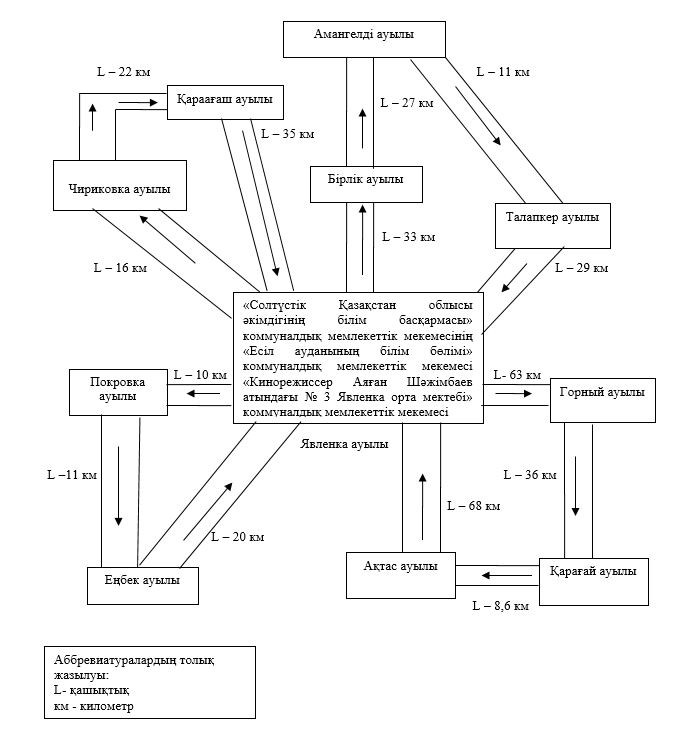 Амангелді ауылы
L – 22 км
L – 11 км
Қараағаш ауылы
L – 27 км
L – 35 км
Бірлік ауылы
Чириковка ауылы
Талапкер ауылы
L – 33 км
L – 16 км
L – 29 км
«Солтүстік Қазақстан облысы
әкімдігінің білім басқармасы»
коммуналдық мемлекеттік мекемесінің
«Есіл ауданының білім бөлімі»
коммуналдық мемлекеттік мекемесі
«Кинорежиссер Аяған Шәжімбаев
атындағы № 3 Явленка орта мектебі»
коммуналдық мемлекеттік мекемесі
Покровка
ауылы
L – 10 км
L- 63 км
Горный ауылы
Явленка ауылы
L –11 км
L – 36 км
L – 68 км
L – 20 км
Еңбек ауылы
Ақтас ауылы
Қарағай ауылы
L – 8,6 км
Аббревиатуралардың толық
жазылуы:
L- қашықтық
км - километр